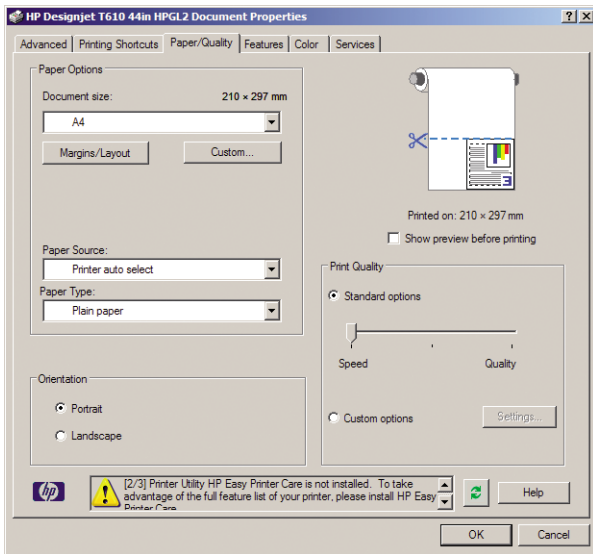 HP Designjet T610 44in HPGL2 Document Properties
Advanced Printing Shortcuts Paper/Quality Features Color Services
Paper Options
Document size: 210 × 297 mm
A4
Margins/Layout Custom...
Printed on: 210 × 297 mm
Show preview before printing
Paper Source:
Printer auto select
Paper Type:
Plain paper
Print Quality
Standard options
Speed Quality
Custom options Settings...
Orientation
Portrait
Landscape
[2/3] Printer Utility HP Easy Printer Care is not installed. To take
advantage of the full feature list of your printer, please install HP Easy
Printer Care
Help
OK Cancel
hp
3